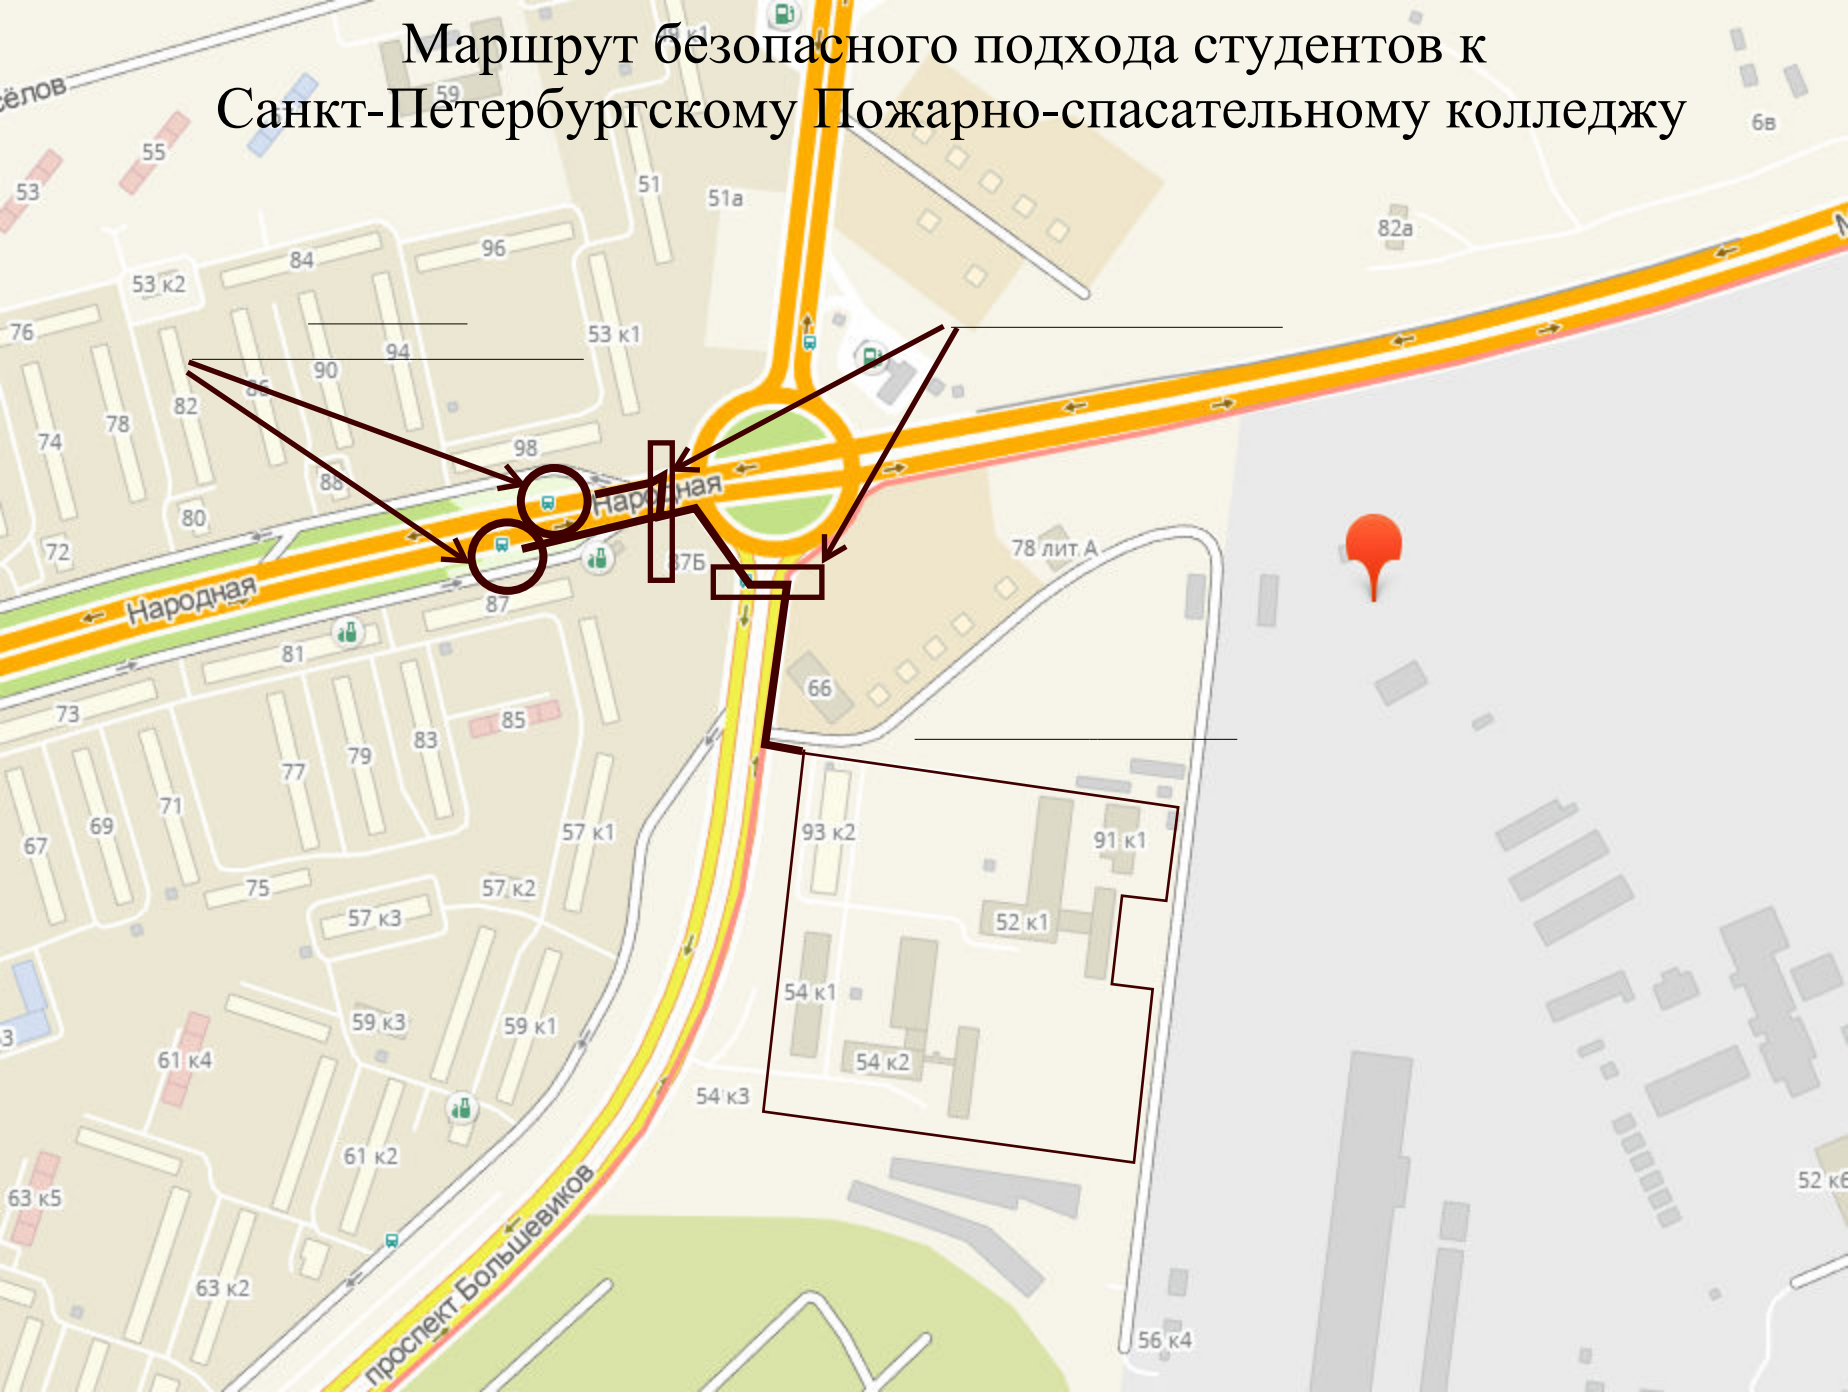 Маршрут безопасного подхода студентов к
Санкт-Петербургскому Пожарно-спасательному колледжу
59
55
53
51
51а
6в
82а
84
96
53 к2
76
53 к1
94
90
86
82
78
74
98
88
80
72
Народная
Народная
87Б
78 лит А
87
81
73
66
85
83
79
77
71
69
67
57 к1
75
57 к2
57 к3
93 к2
91 к1
52 к1
54 к1
59 к3
59 к1
61 к4
54 к2
54 к3
61 к2
63 к5
63 к2
проспект Большевиков
52 к6
56 к4